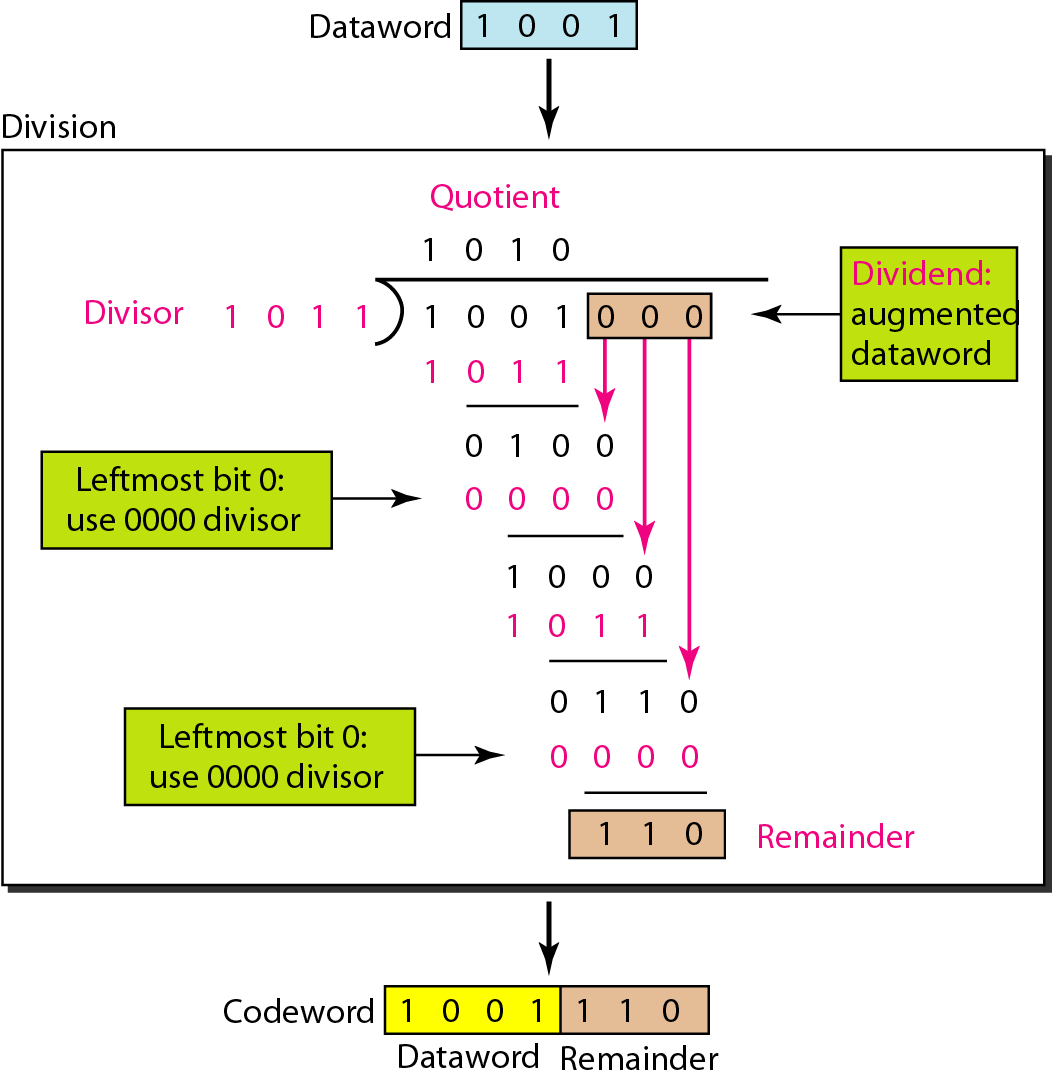 Dataword 1 0 0 1
Division
Quotient
1 0 1 0
Divisor 1 0 1 1 1 0 0 1 0 0 0
Dividend:
augmented
dataword
1 0 1 1
0 1 0 0
Leftmost bit 0:
use 0000 divisor
0 0 0 0
1 0 0 0
1 0 1 1
0 1 1 0
Leftmost bit 0:
use 0000 divisor
0 0 0 0
1 1 0 Remainder
Codeword 1 0 0 1 1 1 0
Dataword Remainder